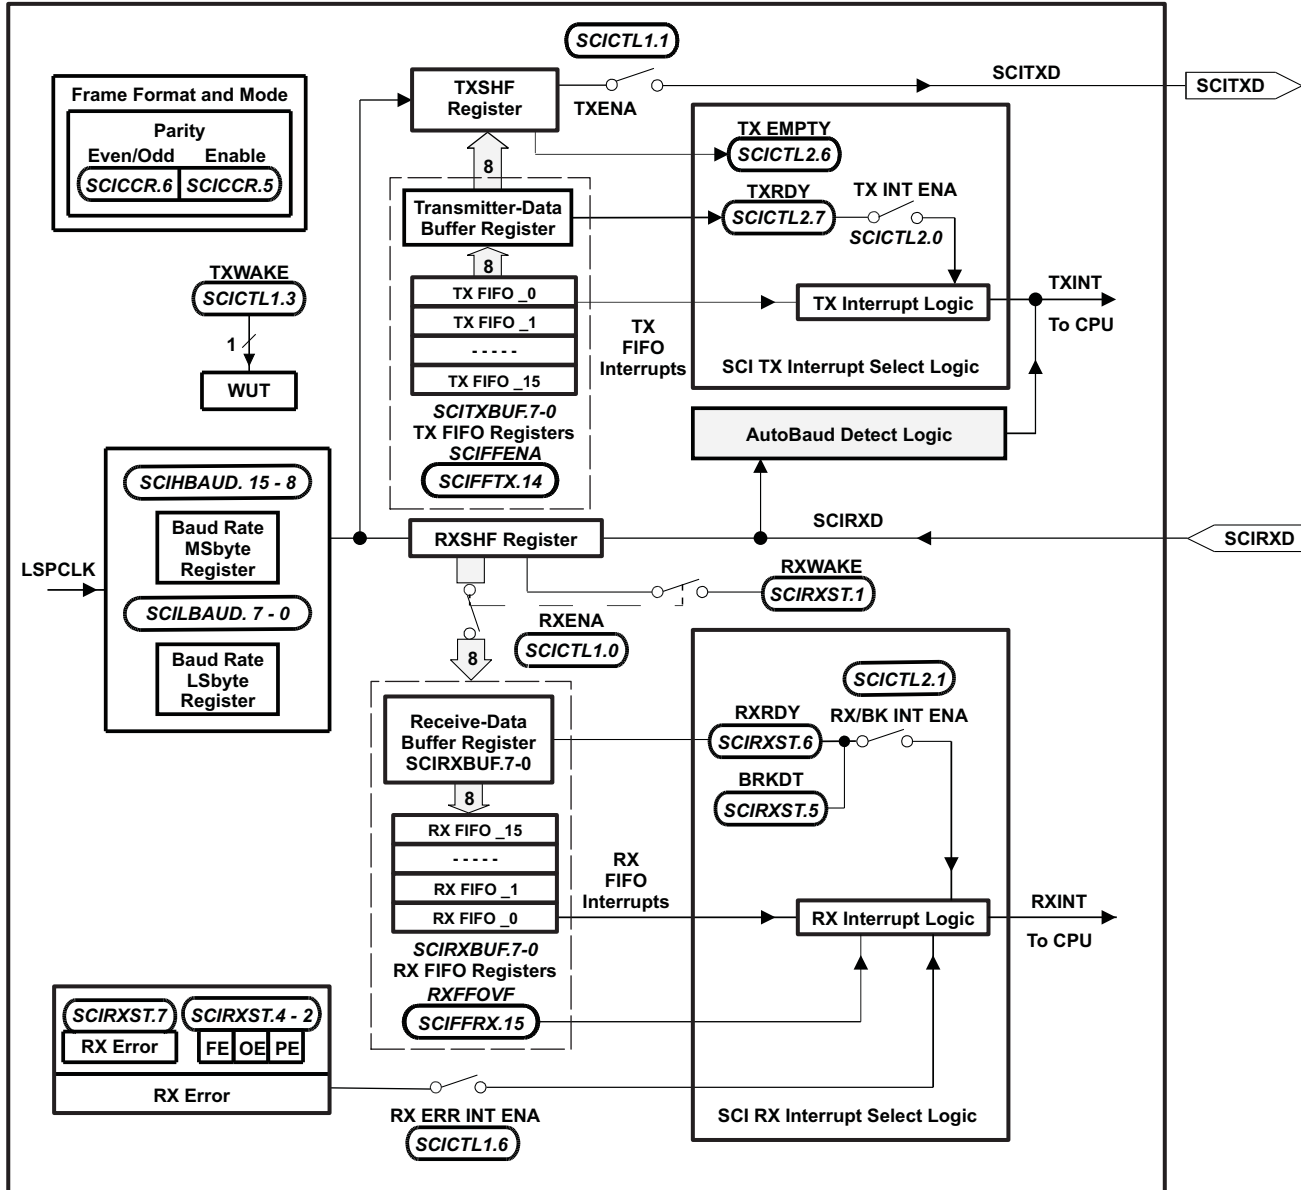 SCICTL1.1
Frame Format and Mode
Parity
Even/Odd Enable
SCICCR.6 SCICCR.5
TXSHF
Register
TXENA
SCITXD
SCITXD
8
TX EMPTY
SCICTL2.6
Transmitter-Data
Buffer Register
TXRDY
SCICTL2.7
TX INT ENA
SCICTL2.0
8
TX FIFO _0
TX FIFO _1
- - - - -
TX FIFO _15
TX
FIFO
Interrupts
TX Interrupt Logic
TXINT
To CPU
SCI TX Interrupt Select Logic
TXWAKE
SCICTL1.3
1
WUT
SCITXBUF.7-0
TX FIFO Registers
SCIFFENA
SCIFFTX.14
AutoBaud Detect Logic
SCIHBAUD. 15 - 8
Baud Rate
MSbyte
Register
LSPCLK
SCILBAUD. 7 - 0
Baud Rate
LSbyte
Register
RXSHF Register
SCIRXD
SCIRXD
RXWAKE
SCIRXST.1
RXENA
SCICTL1.0
8
Receive-Data
Buffer Register
SCIRXBUF.7-0
8
RX FIFO _15
- - - - -
RX FIFO _1
RX FIFO _0
SCIRXBUF.7-0
RX FIFO Registers
RXFFOVF
SCIFFRX.15
RX
FIFO
Interrupts
SCICTL2.1
RXRDY
RX/BK INT ENA
SCIRXST.6
BRKDT
SCIRXST.5
RX Interrupt Logic
RXINT
To CPU
SCI RX Interrupt Select Logic
SCIRXST.7 SCIRXST.4 - 2
RX Error FE OE PE
RX Error
RX ERR INT ENA
SCICTL1.6